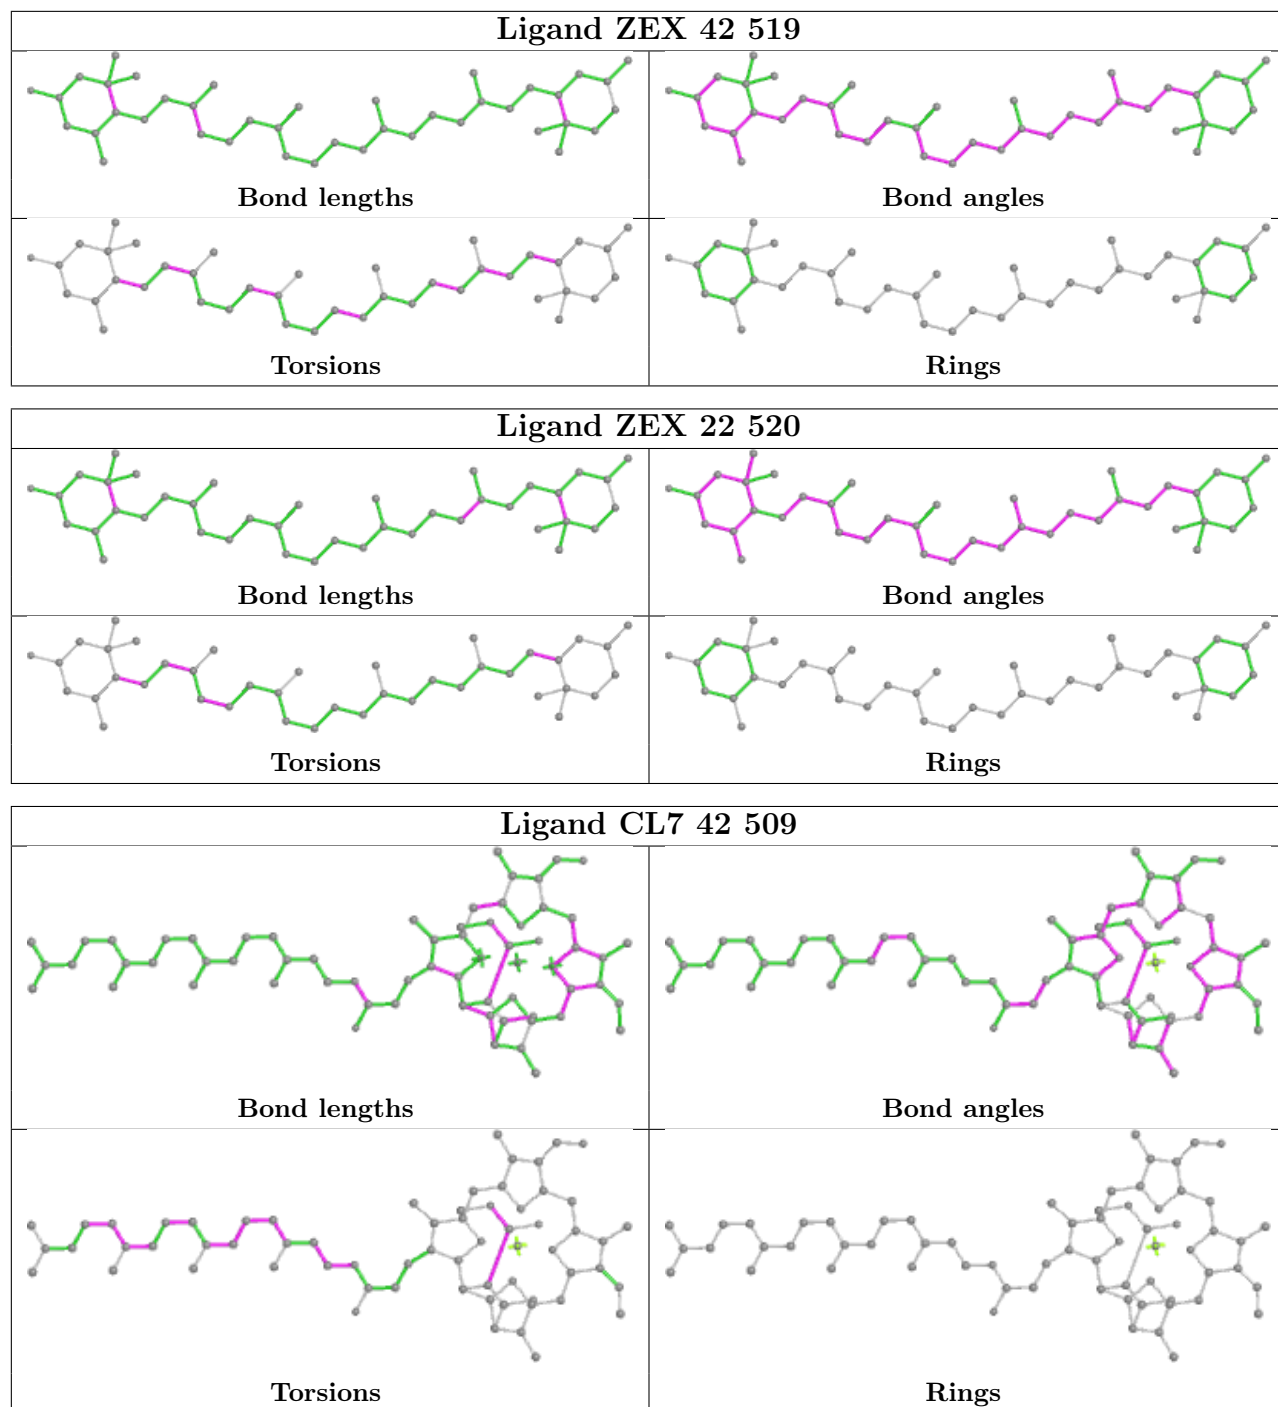 Ligand ZEX 42 519
Bond lengths
Bond angles
Torsions
Rings
Ligand ZEX 22 520
Bond lengths
Bond angles
Torsions
Rings
Ligand CL7 42 509
Bond lengths
Bond angles
Torsions
Rings